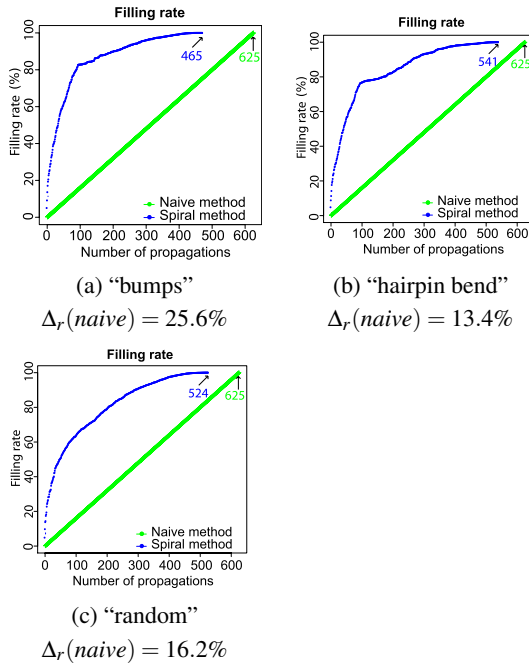 Filling rate
Filling rate (%)
0 20 40 60 80 100
465
625
Naive method
Spiral method
0 100 200 300 400 500 600
Number of propagations
(a) “bumps”
Δr(naive) = 25.6%
Filling rate
Filling rate (%)
0 20 40 60 80 100
541
625
Naive method
Spiral method
0 100 200 300 400 500 600
Number of propagations
(b) “hairpin bend”
Δr(naive) = 13.4%
Filling rate
Filling rate
0 20 40 60 80 100
524
625
Naive method
Spiral method
0 100 200 300 400 500 600
Number of propagations
(c) “random”
Δr(naive) = 16.2%